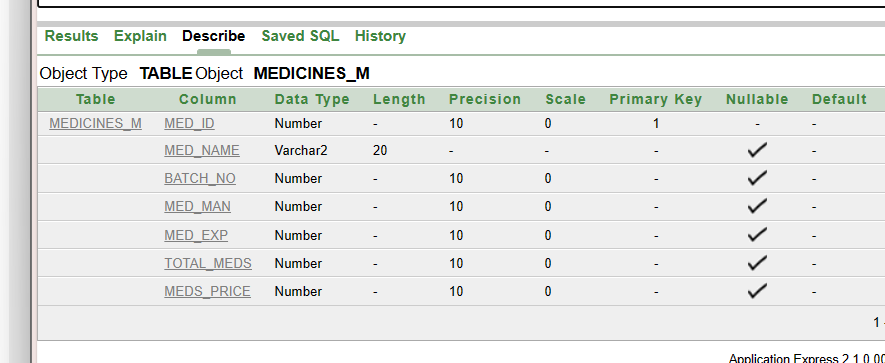 Results Explain Describe Saved SQL History
Object Type TABLE Object MEDICINES_M
Table Column Data Type Length Precision Scale Primary Key Nullable Default
MEDICINES_M MED_ID Number - 10 0 1 - -
MED_NAME Varchar2 20 - - - ✓ -
BATCH_NO Number - 10 0 - ✓ -
MED_MAN Number - 10 0 - ✓ -
MED_EXP Number - 10 0 - ✓ -
TOTAL_MEDS Number - 10 0 - ✓ -
MEDS_PRICE Number - 10 0 - ✓ -
1 -
Application Express 2.1.0.00